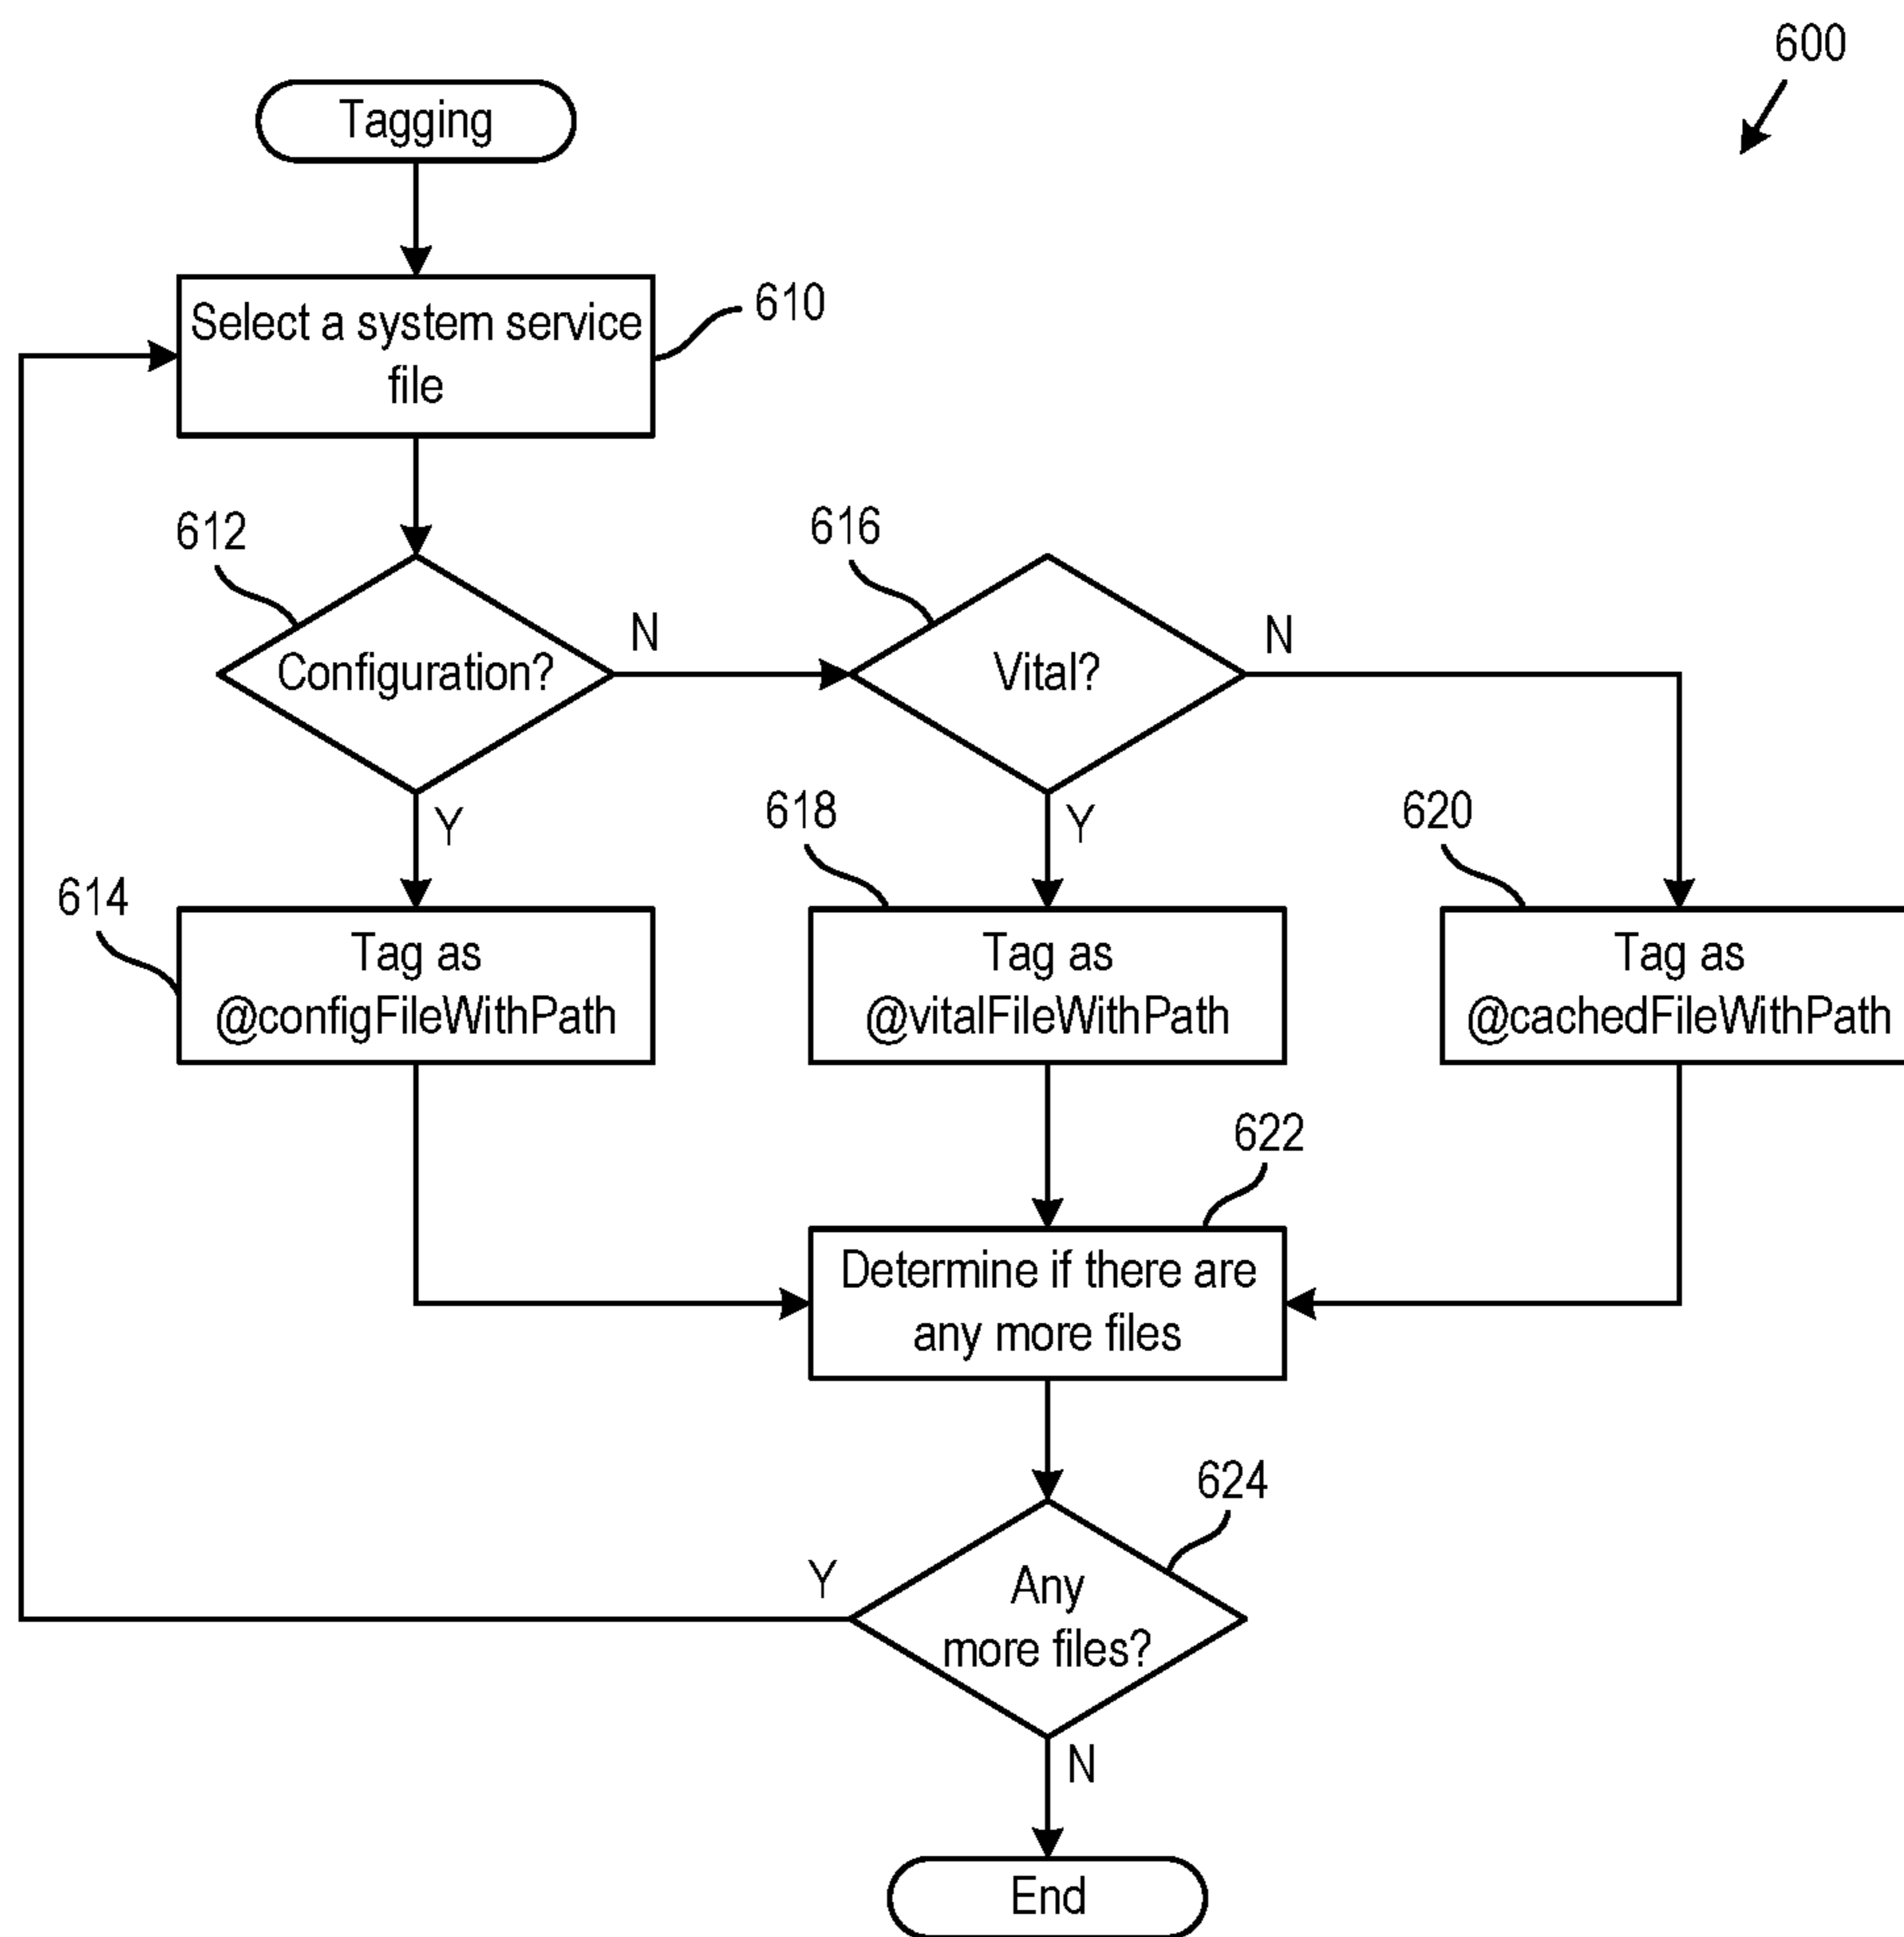 600
Tagging
Select a system service
file
610
612
616
Configuration?
N
Vital?
N
Y
Y
614
618
620
Tag as
@configFileWithPath
Tag as
@vitalFileWithPath
Tag as
@cachedFileWithPath
622
Determine if there are
any more files
624
Any
more files?
Y
N
End